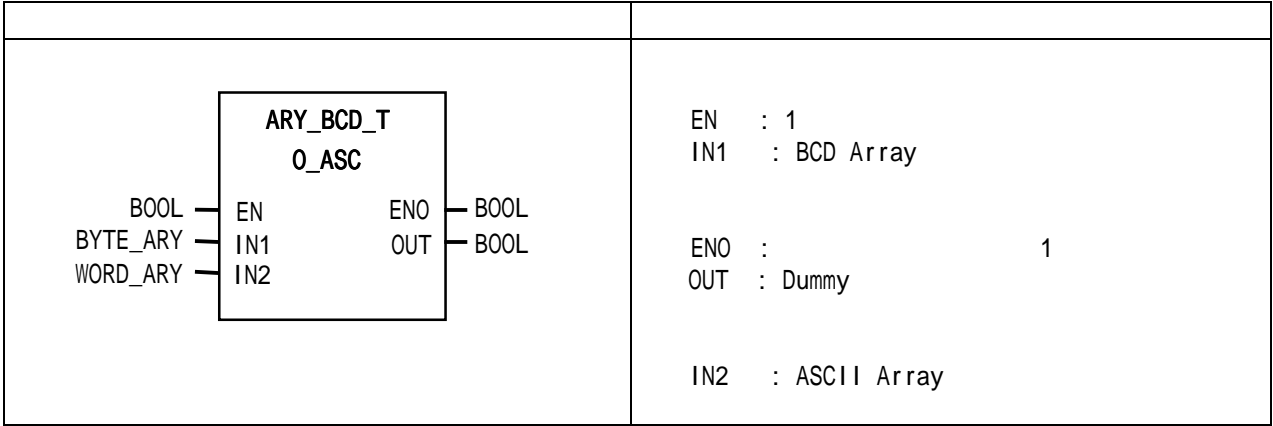 ARY_BCD_T
O_ASC
BOOL EN ENO BOOL
BYTE_ARY IN1 OUT BOOL
WORD_ARY IN2
EN : 1
IN1 : BCD Array
ENO : 1
OUT : Dummy
IN2 : ASCII Array